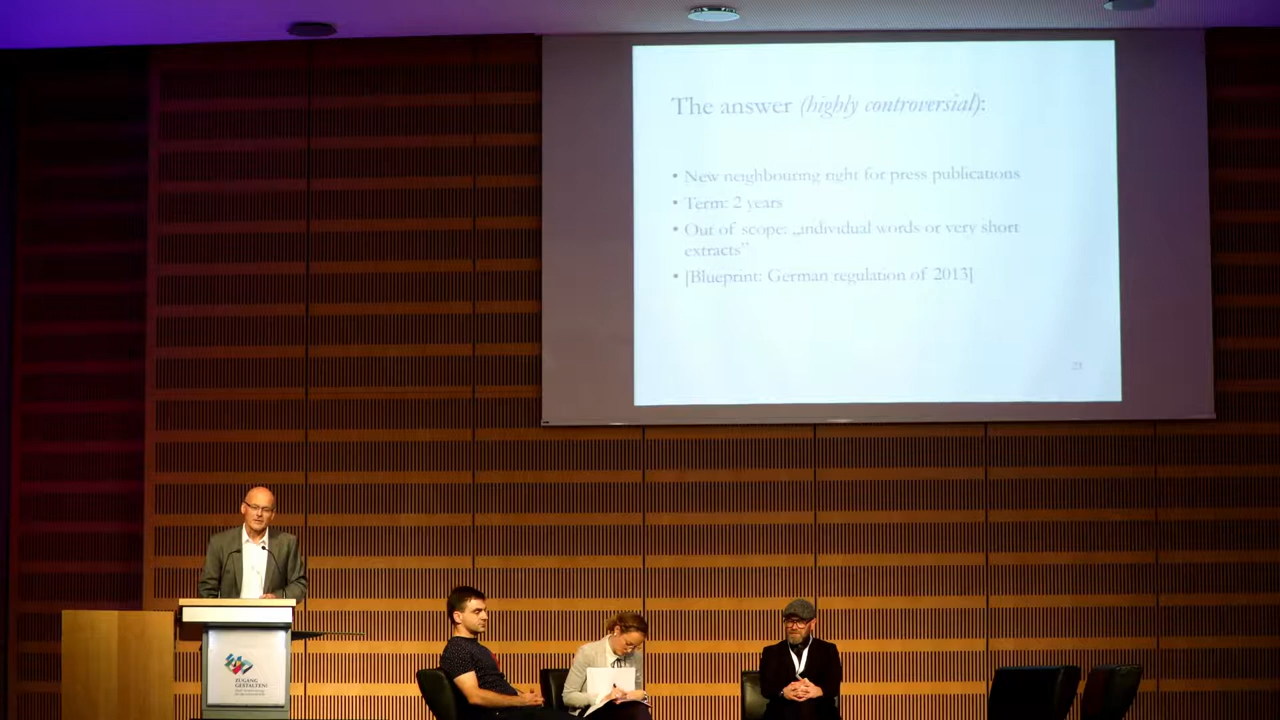 The answer (highly controversial):
• New neighbouring right for press publications
• Term: 2 years
• Out of scope: „individual words or very short
extracts”
• [Blueprint: German regulation of 2013]
23
ZUGANG
GESTALTEN!